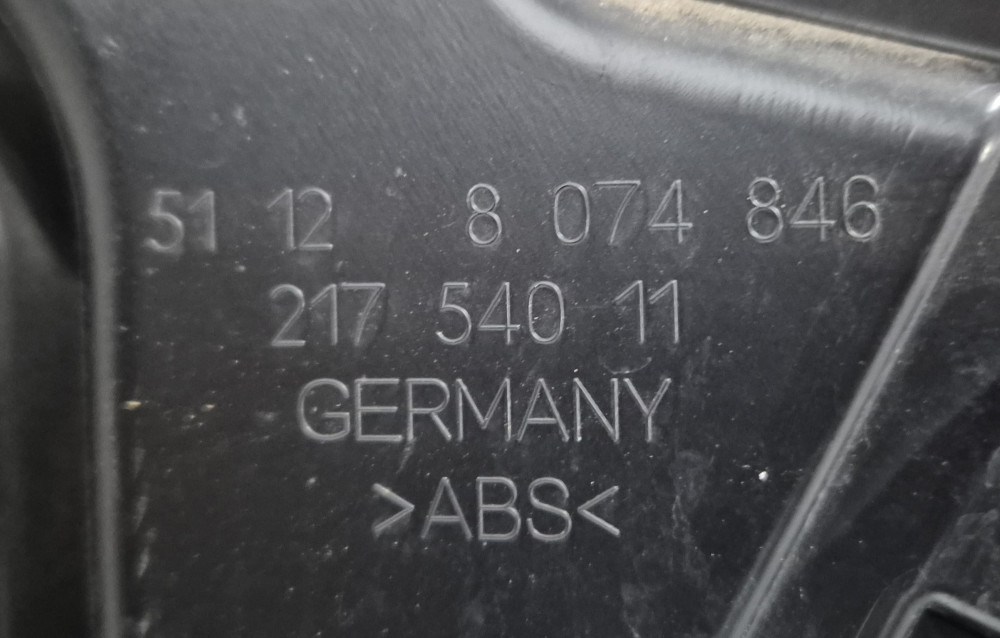 51 12 8 074 846
217 540 11
GERMANY
>ABS<